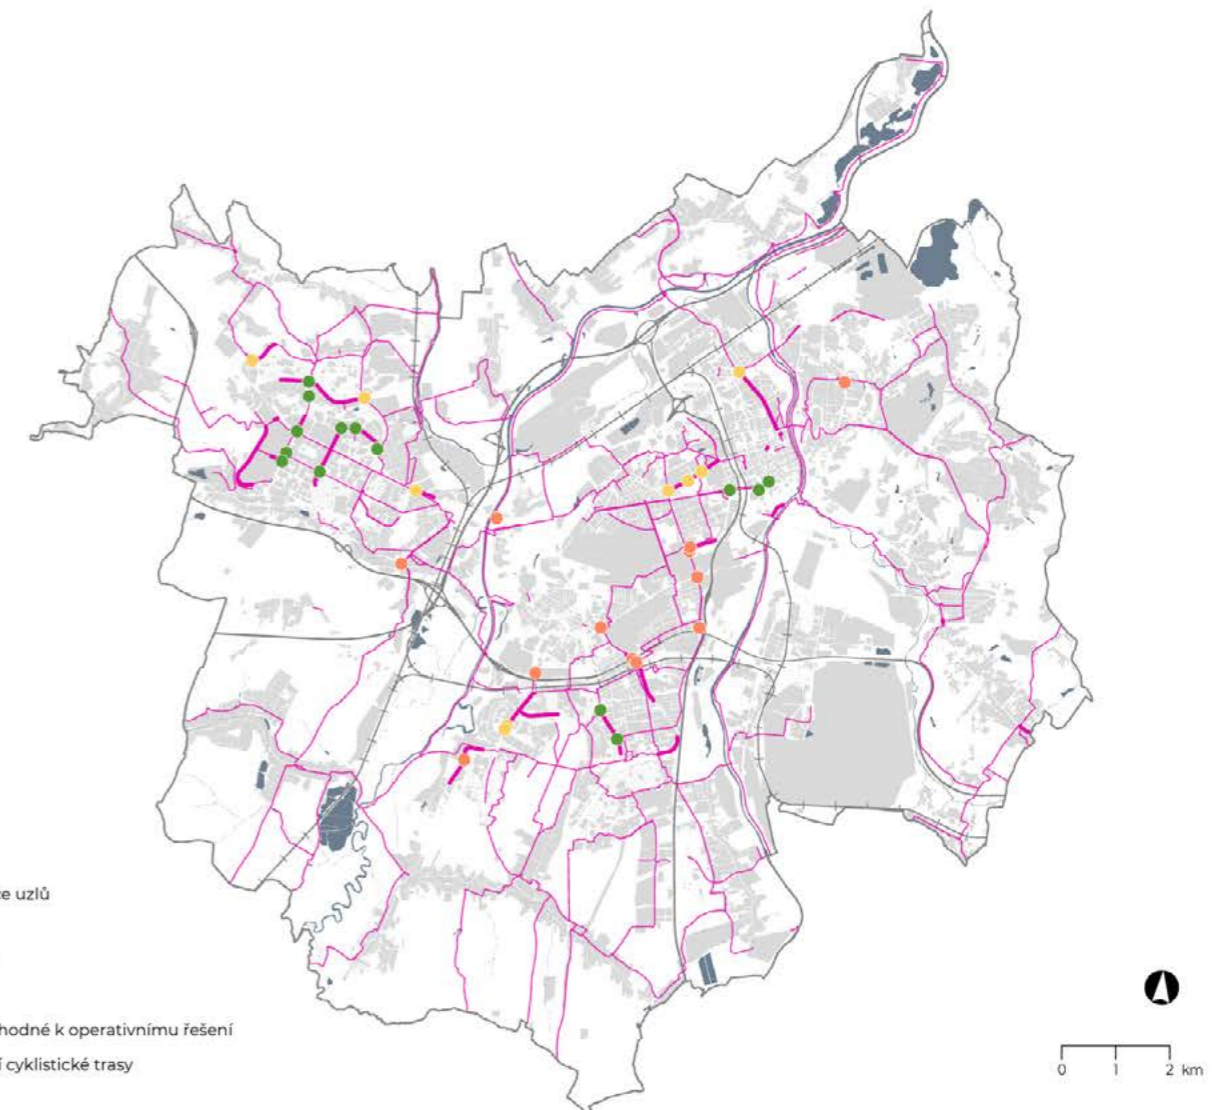 uzlů
hodné k operativnímu řešení
cyklistické trasy
0 1 2 km